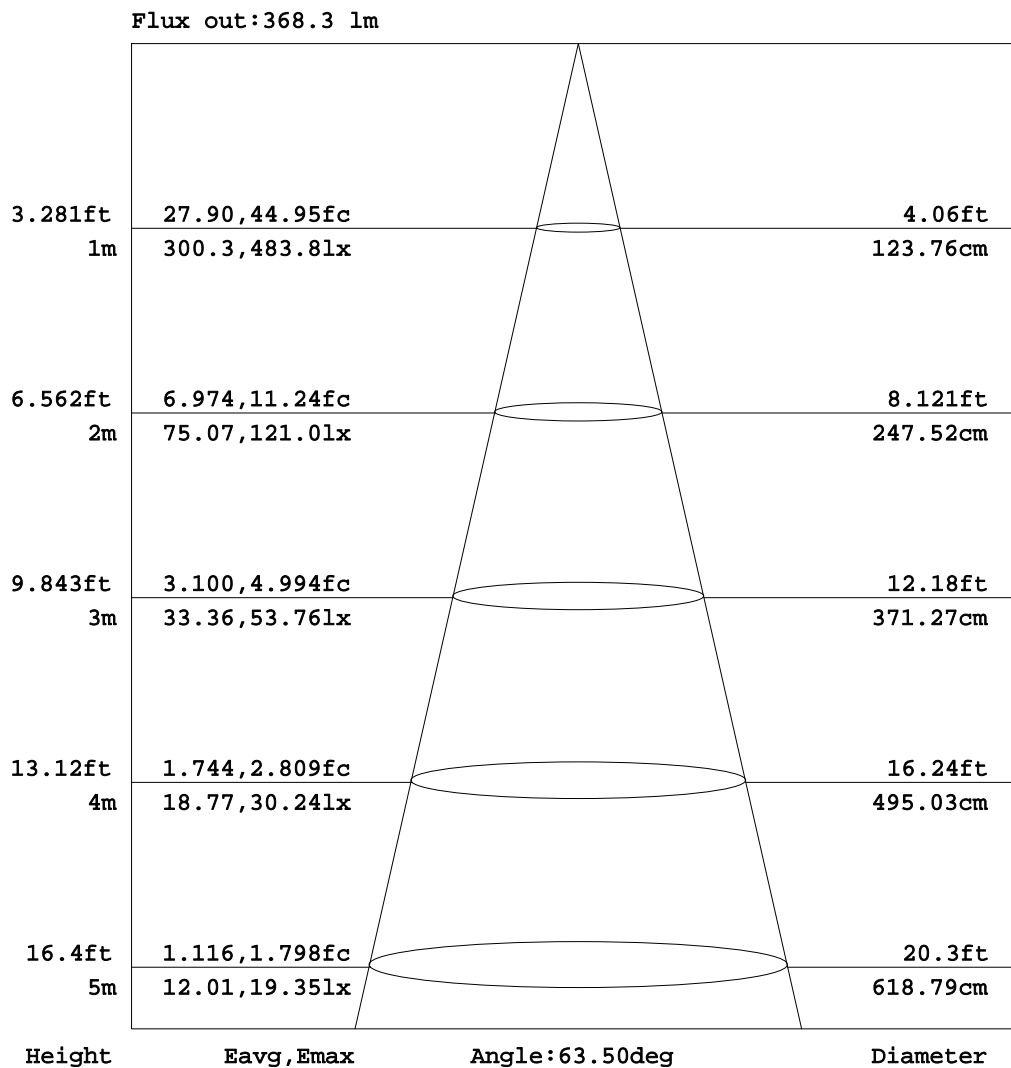 Flux out:368.3 lm
3.281ft 27.90,44.95fc 4.06ft
1m 300.3,483.8lx 123.76cm
6.562ft 6.974,11.24fc 8.121ft
2m 75.07,121.0lx 247.52cm
9.843ft 3.100,4.994fc 12.18ft
3m 33.36,53.76lx 371.27cm
13.12ft 1.744,2.809fc 16.24ft
4m 18.77,30.24lx 495.03cm
16.4ft 1.116,1.798fc 20.3ft
5m 12.01,19.35lx 618.79cm
Height Eavg,Emax Angle:63.50deg Diameter